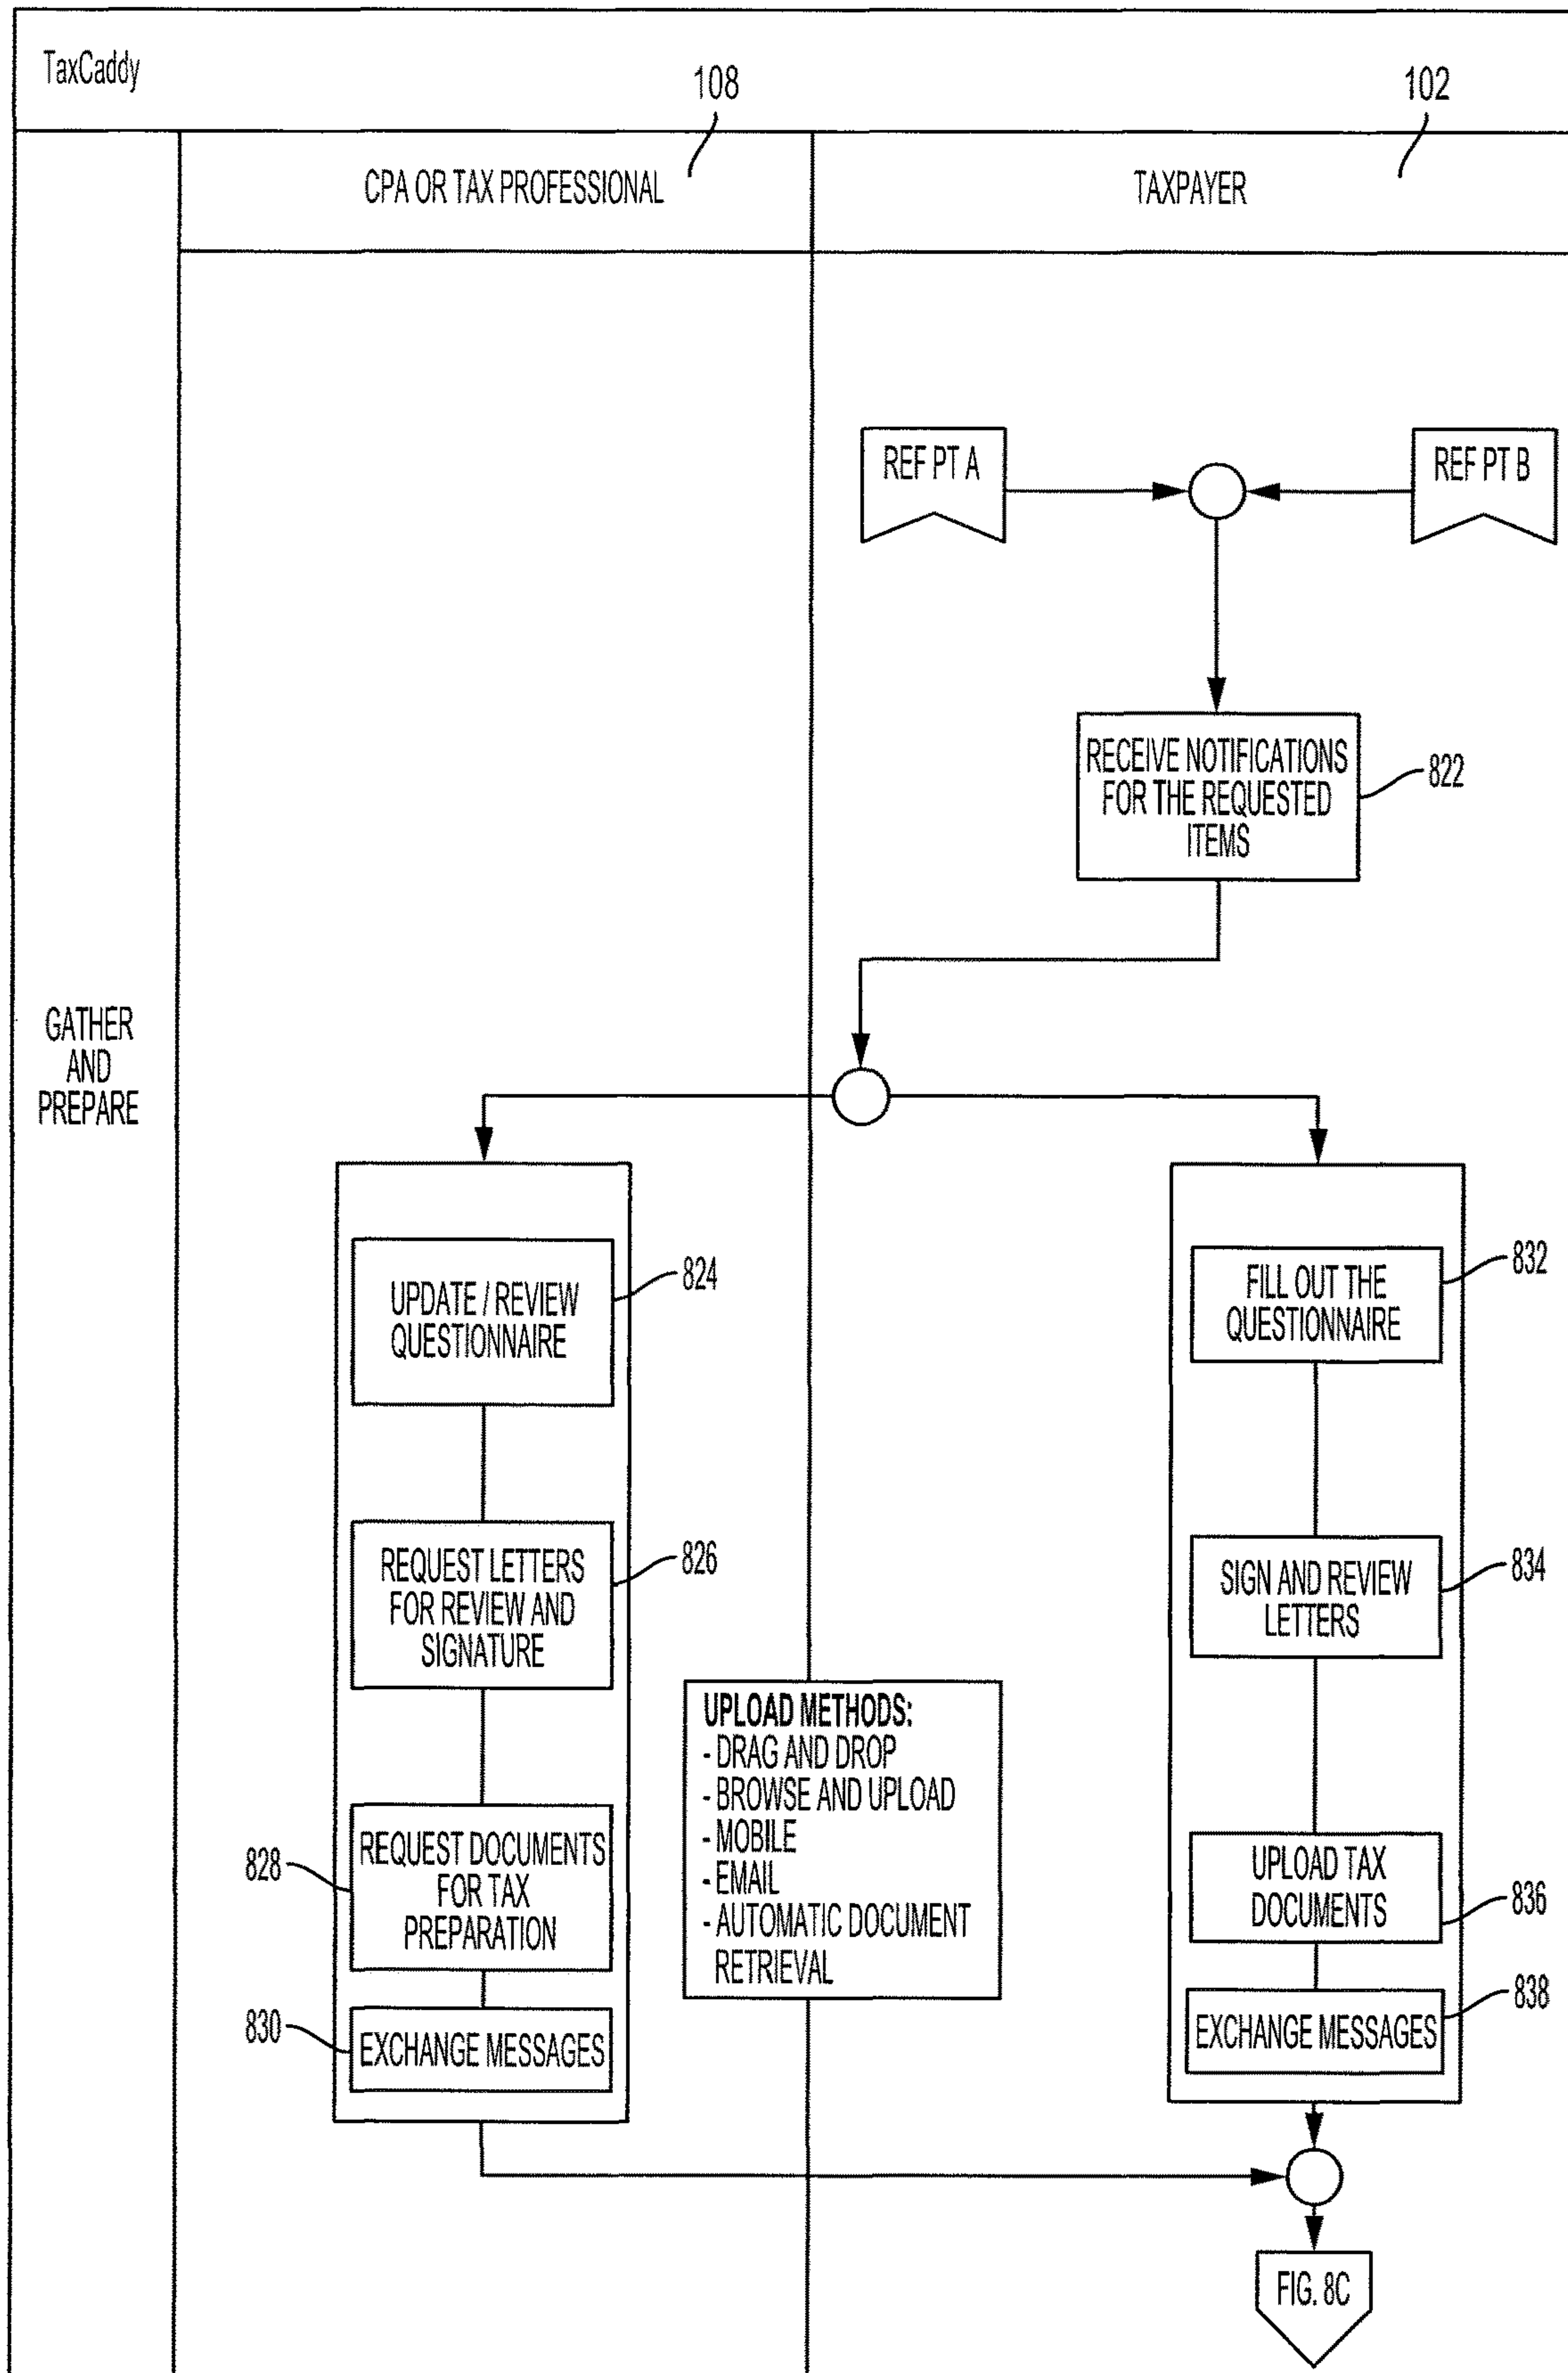 TaxCaddy
108
102
CPA OR TAX PROFESSIONAL
TAXPAYER
REF PT A
REF PT B
RECEIVE NOTIFICATIONS
FOR THE REQUESTED
ITEMS
822
GATHER
AND
PREPARE
UPDATE / REVIEW
QUESTIONNAIRE
824
REQUEST LETTERS
FOR REVIEW AND
SIGNATURE
826
828
REQUEST DOCUMENTS
FOR TAX
PREPARATION
830
EXCHANGE MESSAGES
UPLOAD METHODS:
- DRAG AND DROP
- BROWSE AND UPLOAD
- MOBILE
- EMAIL
- AUTOMATIC DOCUMENT
RETRIEVAL
FILL OUT THE
QUESTIONNAIRE
832
SIGN AND REVIEW
LETTERS
834
UPLOAD TAX
DOCUMENTS
836
EXCHANGE MESSAGES
838
FIG. 8C